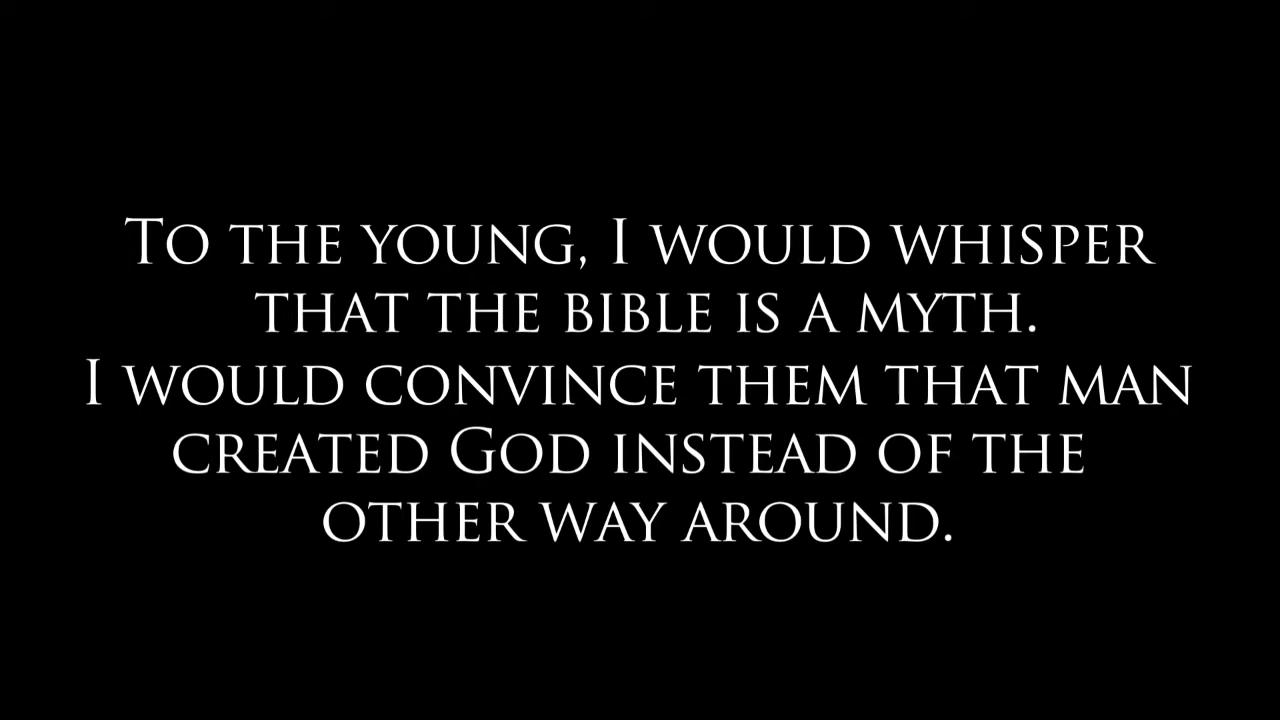 To the young, I would whisper
that the bible is a myth.
I would convince them that man
created God instead of the
other way around.